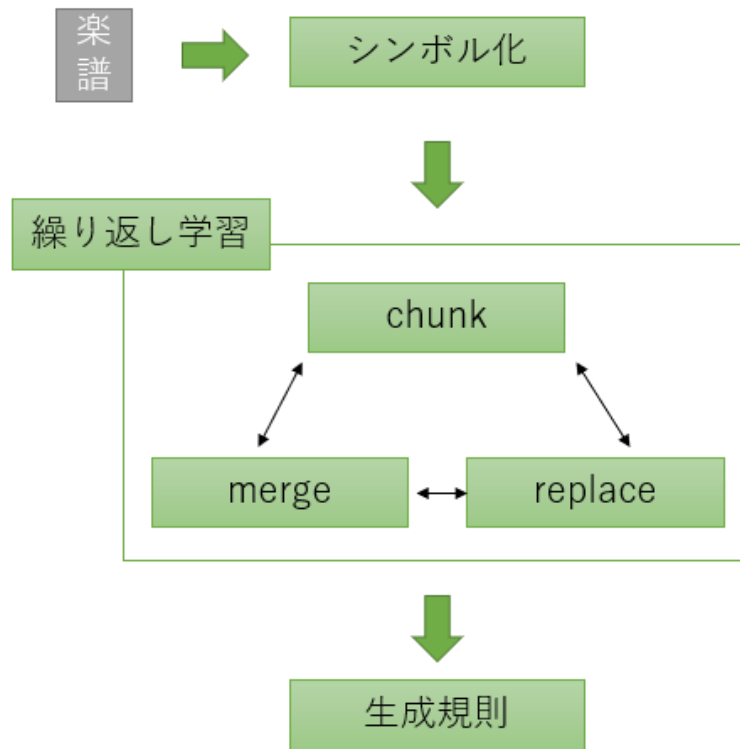 楽
譜
シンボル化
繰り返し学習
chunk
merge
replace
生成規則